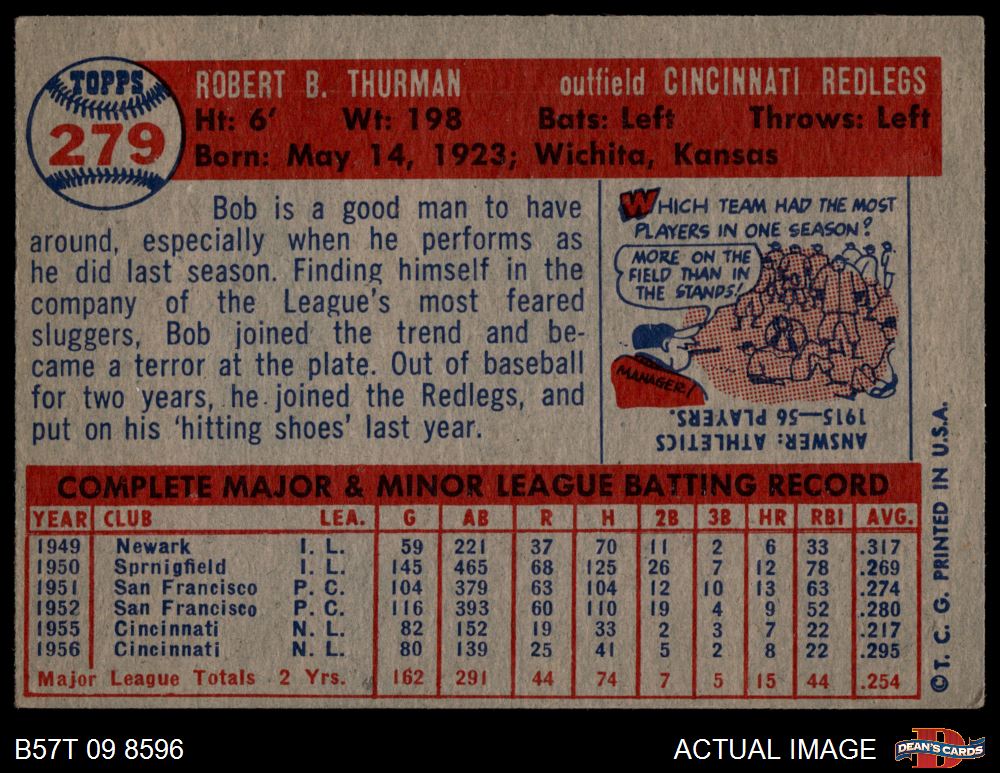 TOPPS
279
ROBERT B. THURMAN outfield CINCINNATI REDLEGS
Ht: 6' Wt: 198 Bats: Left Throws: Left
Born: May 14, 1923; Wichita, Kansas
Bob is a good man to have
around, especially when he performs as
he did last season. Finding himself in the
company of the League's most feared
sluggers, Bob joined the trend and be-
came a terror at the plate. Out of baseball
for two years, he joined the Redlegs, and
put on his 'hitting shoes' last year.
WHICH TEAM HAD THE MOST
PLAYERS IN ONE SEASON?
MORE ON THE
FIELD THAN IN
THE STANDS!
MANAGER!
ANSWER: ATHLETICS
1915—56 PLAYERS.
COMPLETE MAJOR & MINOR LEAGUE BATTING RECORD
YEAR CLUB LEA. G AB R H 2B 3B HR RBI AVG.
1949 Newark I. L. 59 221 37 70 11 2 6 33 .317
1950 Sprnigfield I. L. 145 465 68 125 26 7 12 78 .269
1951 San Francisco P. C. 104 379 63 104 12 10 13 63 .274
1952 San Francisco P. C. 116 393 60 110 19 4 9 52 .280
1955 Cincinnati N. L. 82 152 19 33 2 3 7 22 .217
1956 Cincinnati N. L. 80 139 25 41 5 2 8 22 .295
Major League Totals 2 Yrs. 162 291 44 74 7 5 15 44 .254
© T. C. G. PRINTED IN U.S.A.
B57T 09 8596 ACTUAL IMAGE
DEAN'S CARDS